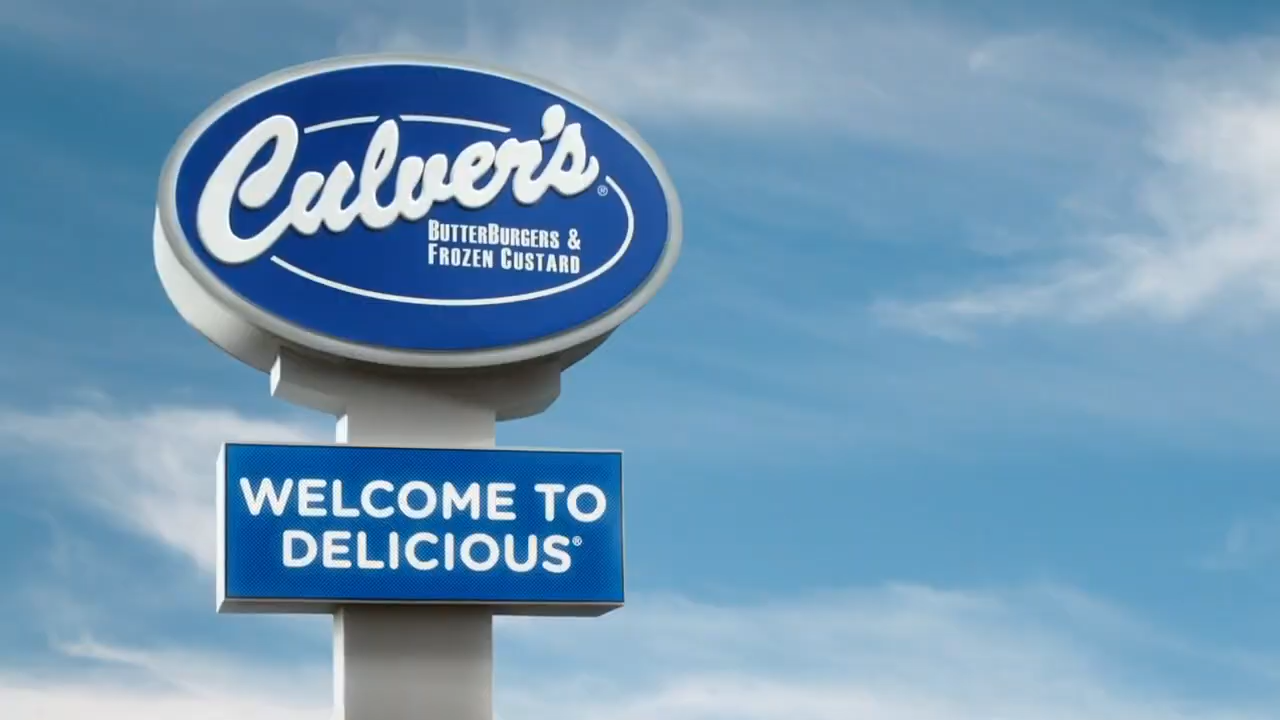 Culver's®
ButterBurgers &
Frozen Custard
WELCOME TO
DELICIOUS®